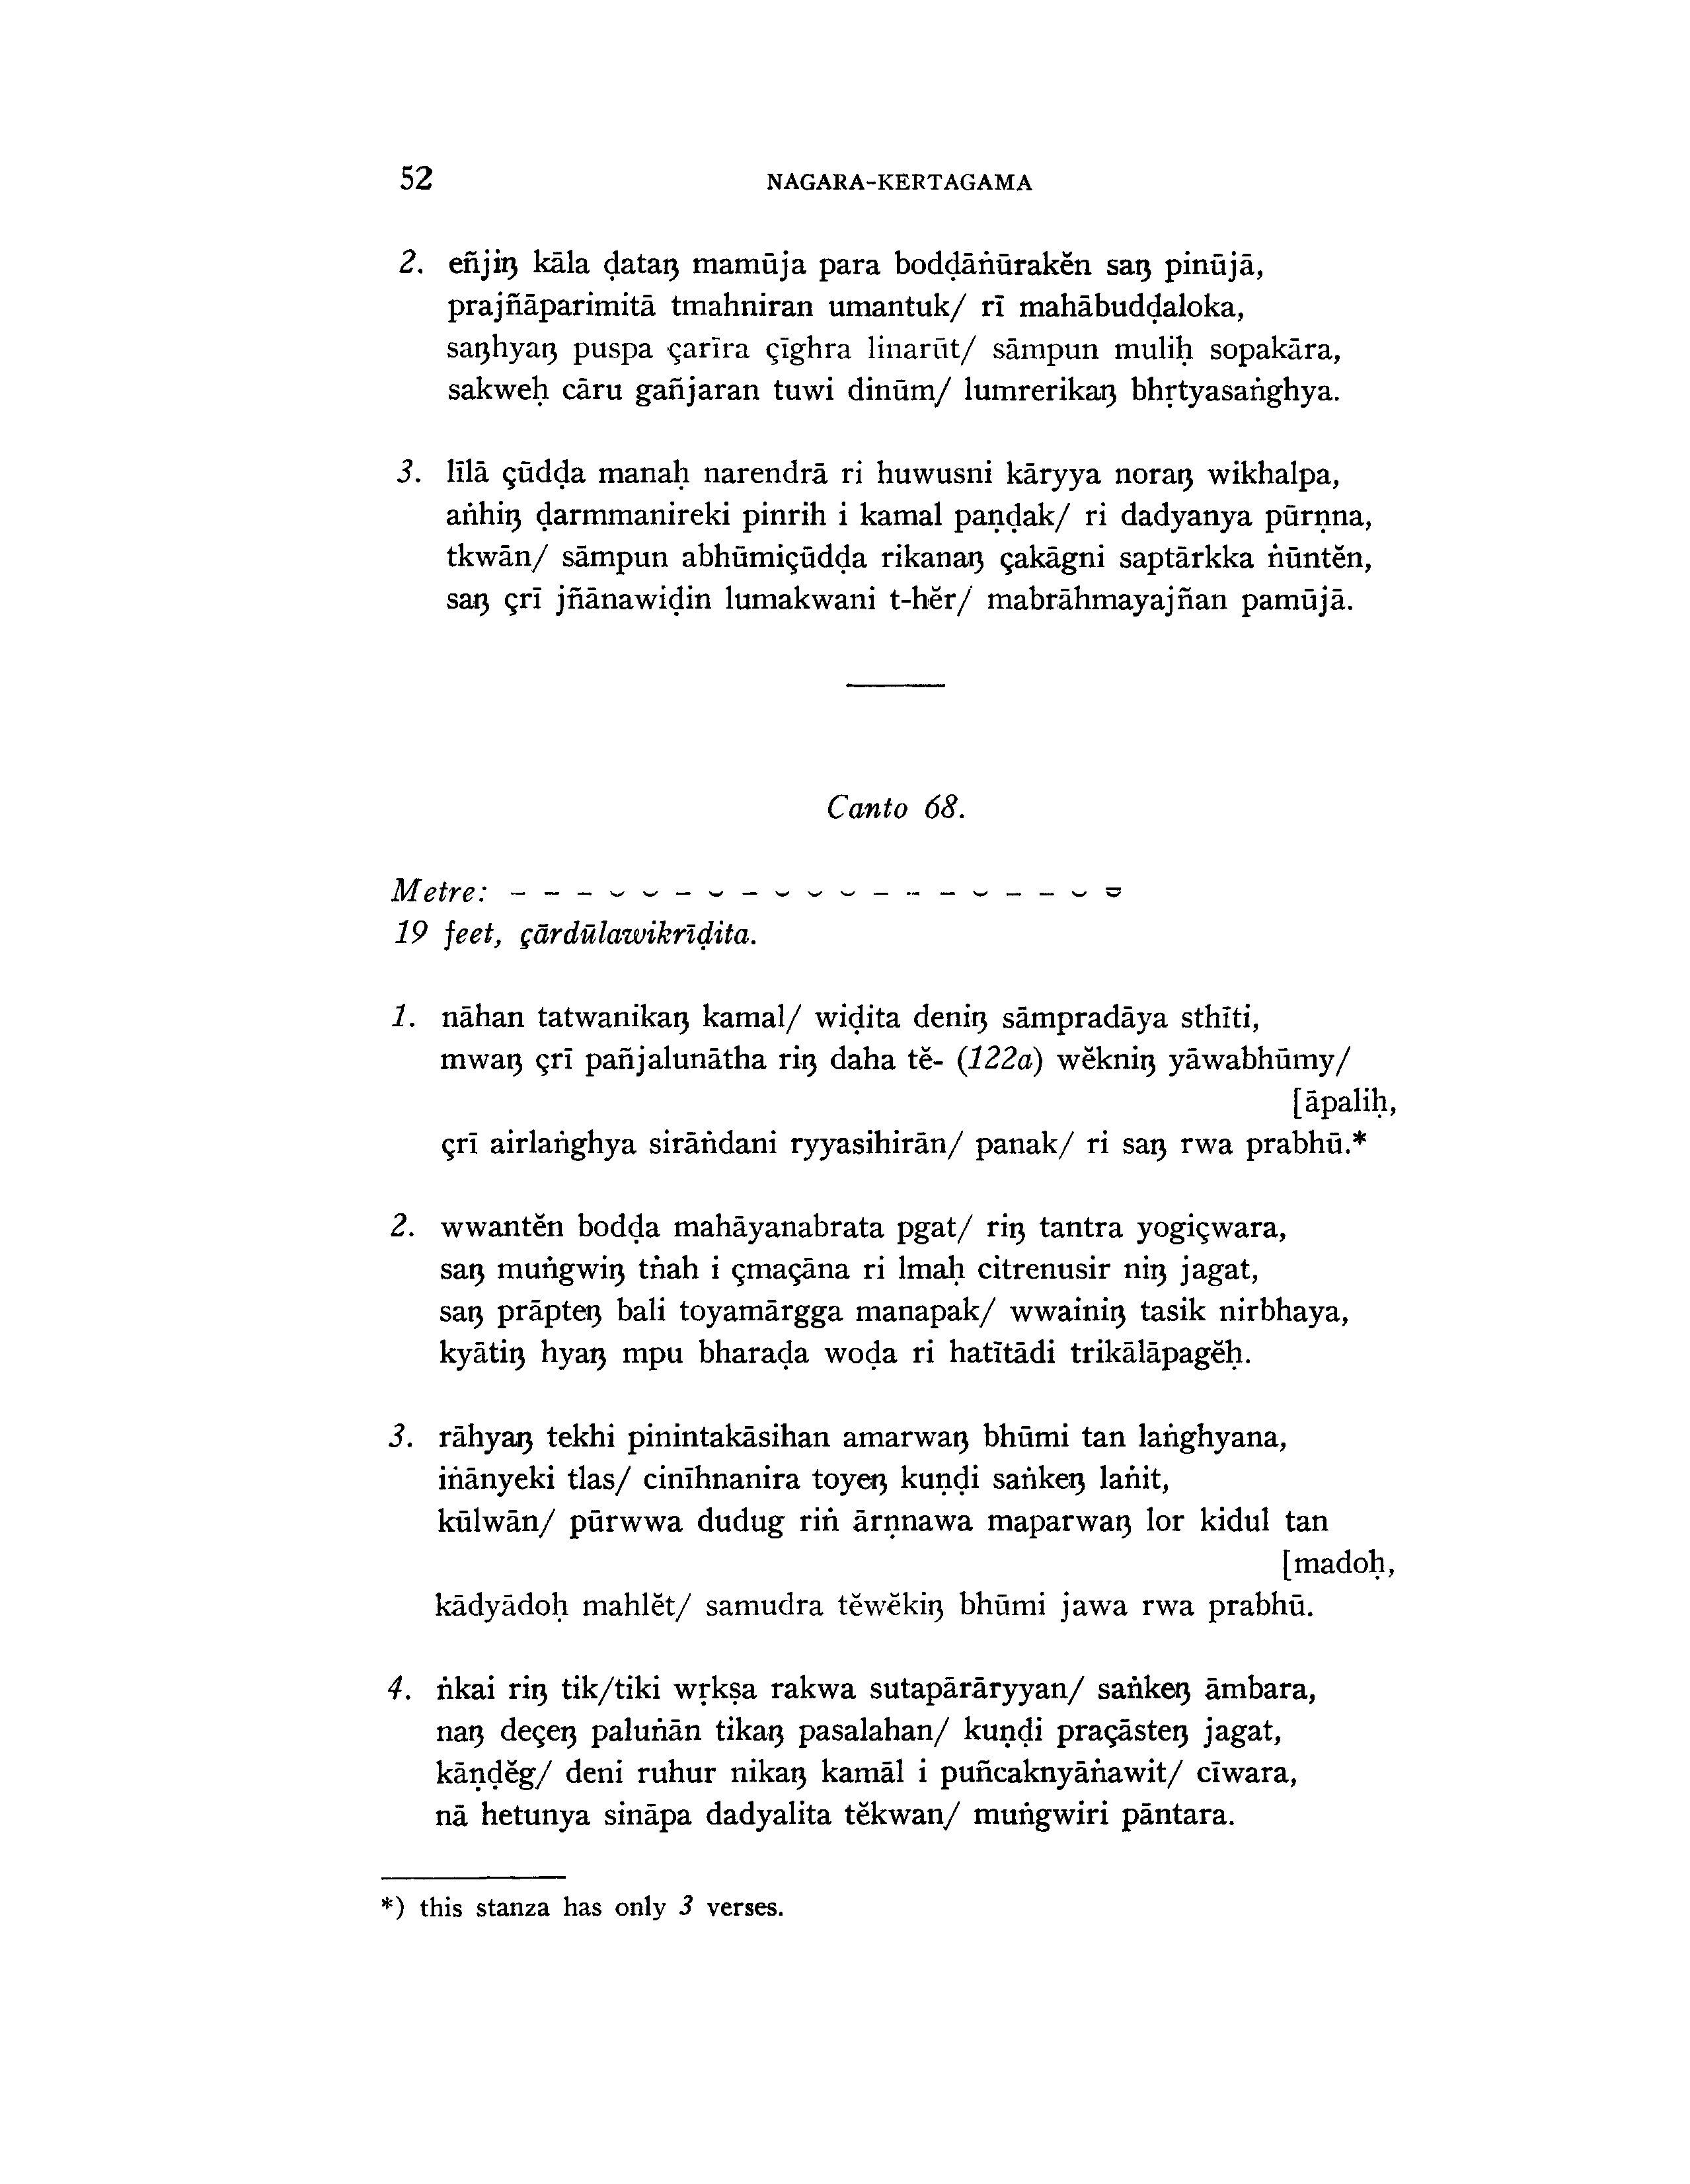 52 NAGARA-KERTAGAMA
2. eñjiŋ kāla ḍataŋ mamūja para boddāṅūrakĕn saŋ pinūjā,
prajñāparimitā tmahniran umantuk/ rī mahābuddaloka,
saŋhyaŋ puspa çarīra çīghra linarūt/ sāmpun muliḥ sopakāra,
sakweḥ cāru gañjaran tuwi dinūm/ lumrerikaŋ bhṛtyasaṅghya.
3. līlā çūdḍa manaḥ narendrā ri huwusni kāryya noraŋ wikhalpa,
aṅhiŋ ḍarmmanireki pinrih i kamal paṇḍak/ ri dadyanya pūrṇna,
tkwān/ sāmpun abhūmiçūdḍa rikanaŋ çakāgni saptārkka ṅūntĕn,
saŋ çrī jñānawiḍin lumakwani t-hĕr/ mabrāhmayajñan pamūjā.
Canto 68.
Metre: – – – ⏑ ⏑ – ⏑ – ⏑ ⏑ ⏑ – – – ⏑ – – ⏑ ⏓
19 feet, çārdūlawikrīḍita.
1. nāhan tatwanikaŋ kamal/ wiḍita deniŋ sāmpradāya sthīti,
mwaŋ çrī pañjalunātha riŋ daha tĕ- (122a) wĕkniŋ yāwabhūmy/
[āpaliḥ,
çrī airlaṅghya sirāṅdani ryyasihirān/ panak/ ri saŋ rwa prabhū.*
2. wwantĕn bodḍa mahāyanabrata pgat/ riŋ tantra yogiçwara,
saŋ muṅgwiŋ tṅah i çmaçāna ri lmaḥ citrenusir niŋ jagat,
saŋ prāpteŋ bali toyamārgga manapak/ wwainiŋ tasik nirbhaya,
kyātiŋ hyaŋ mpu bharaḍa woḍa ri hatītādi trikālāpagĕḥ.
3. rāhyaŋ tekhi pinintakāsihan amarwaŋ bhūmi tan laṅghyana,
iṅānyeki tlas/ cinīhnanira toyeŋ kuṇḍi saṅkeŋ laṅit,
kūlwān/ pūrwwa dudug riṅ ārṇnawa maparwaŋ lor kidul tan
[madoḥ,
kādyādoḥ mahlĕt/ samudra tĕwĕkiŋ bhūmi jawa rwa prabhū.
4. ṅkai riŋ tik/tiki wṛkṣa rakwa sutapārāryyan/ saṅkeŋ āmbara,
naŋ deçeŋ paluṅān tikaŋ pasalahan/ kuṇḍi praçāsteŋ jagat,
kāṇḍĕg/ deni ruhur nikaŋ kamāl i puñcaknyāṅawit/ cīwara,
nā hetunya sināpa dadyalita tĕkwan/ muṅgwiri pāntara.
*) this stanza has only 3 verses.